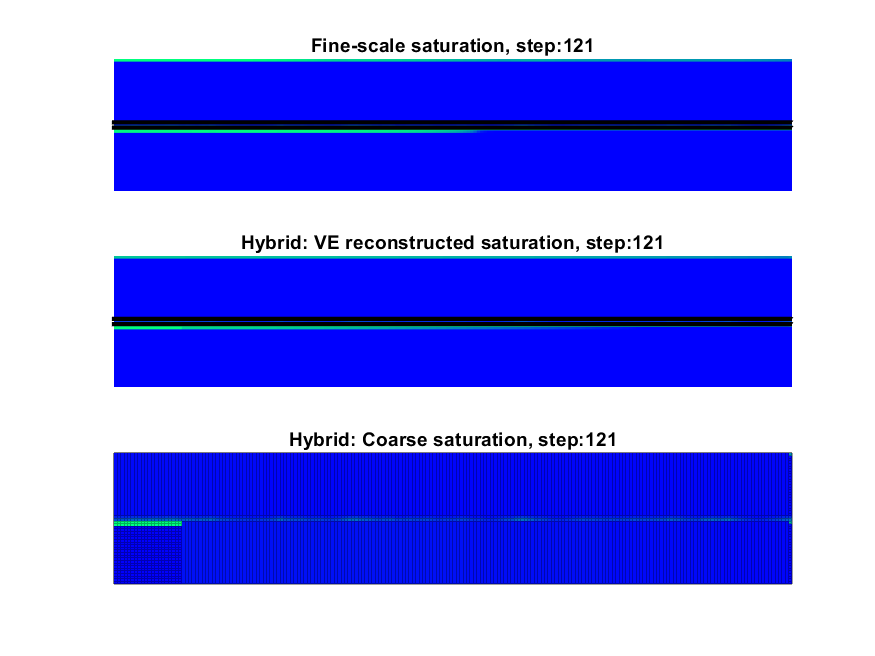 Fine-scale saturation, step:121
Hybrid: VE reconstructed saturation, step:121
Hybrid: Coarse saturation, step:121